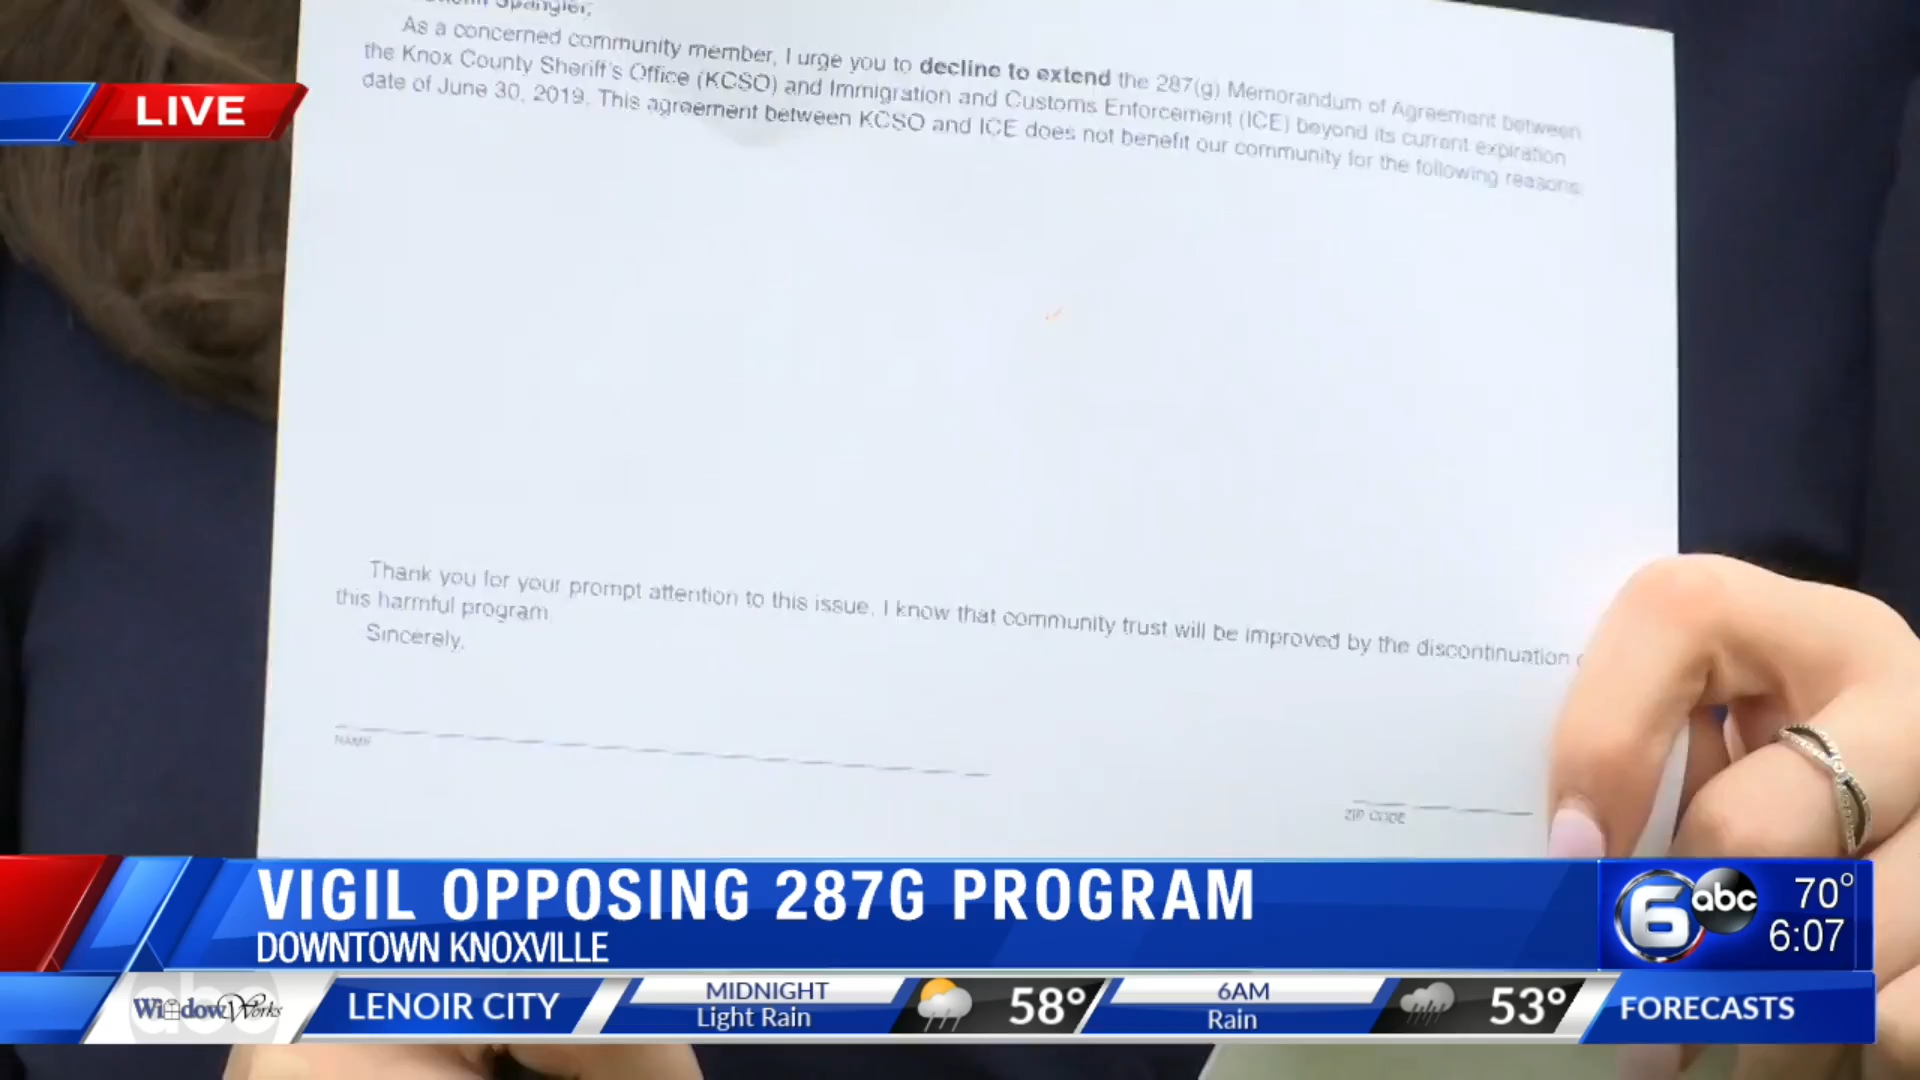 Spangler,
As a concerned community member, I urge you to decline to extend the 287(g) Memorandum of Agreement between
the Knox County Sheriff's Office (KCSO) and Immigration and Customs Enforcement (ICE) beyond its current expiration
date of June 30, 2019. This agreement between KCSO and ICE does not benefit our community for the following reasons:
LIVE
Thank you for your prompt attention to this issue. I know that community trust will be improved by the discontinuation
this harmful program.
Sincerely,
NAME
ZIP CODE
VIGIL OPPOSING 287G PROGRAM
DOWNTOWN KNOXVILLE
6 abc
70°
6:07
abc
WindowWorks
LENOIR CITY
MIDNIGHT
Light Rain
58°
6AM
Rain
53°
FORECASTS